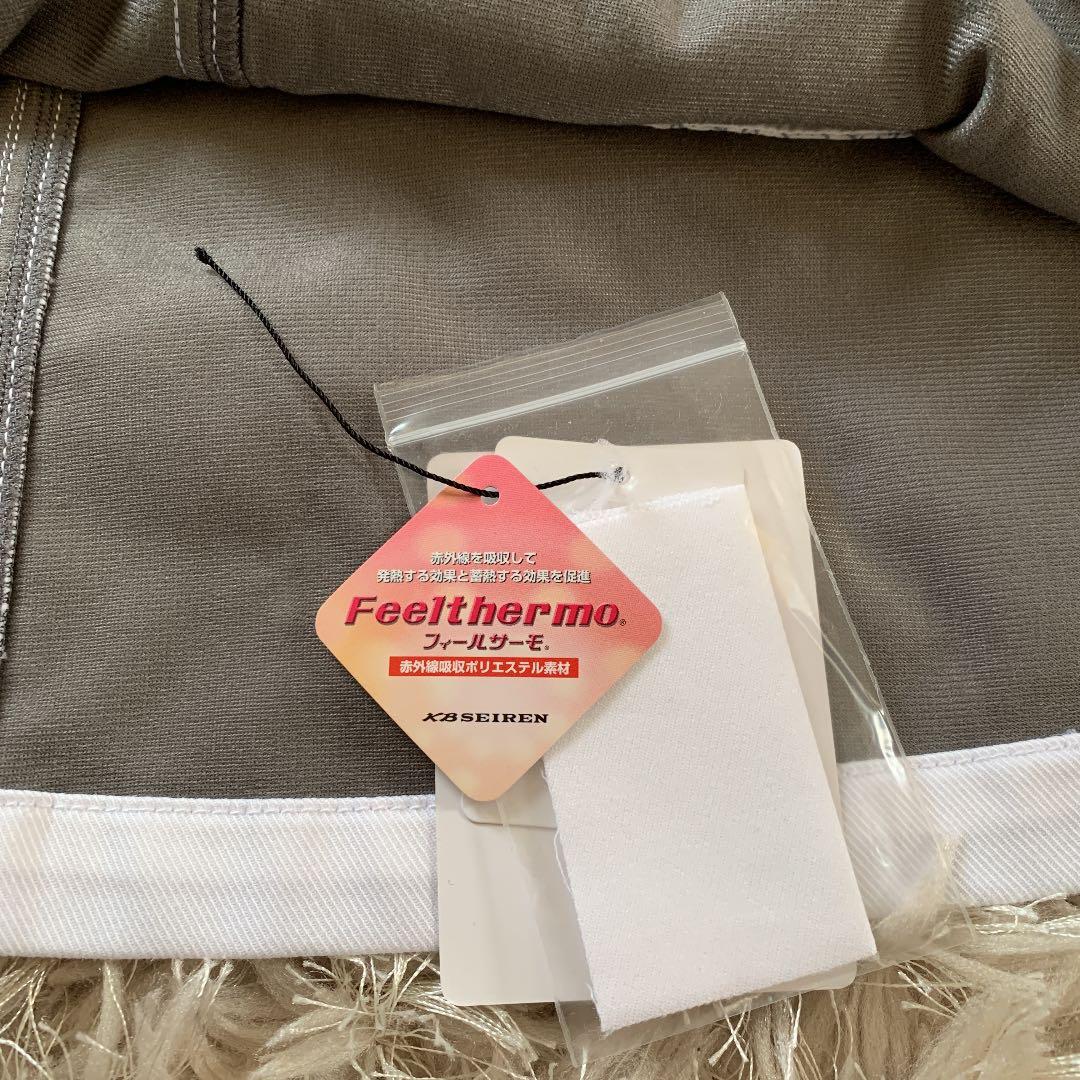 赤外線を吸収して
発熱する効果と蓄熱する効果を促進
Feelthermo®
フィールサーモ®
赤外線吸収ポリエステル素材
KBSEIREN